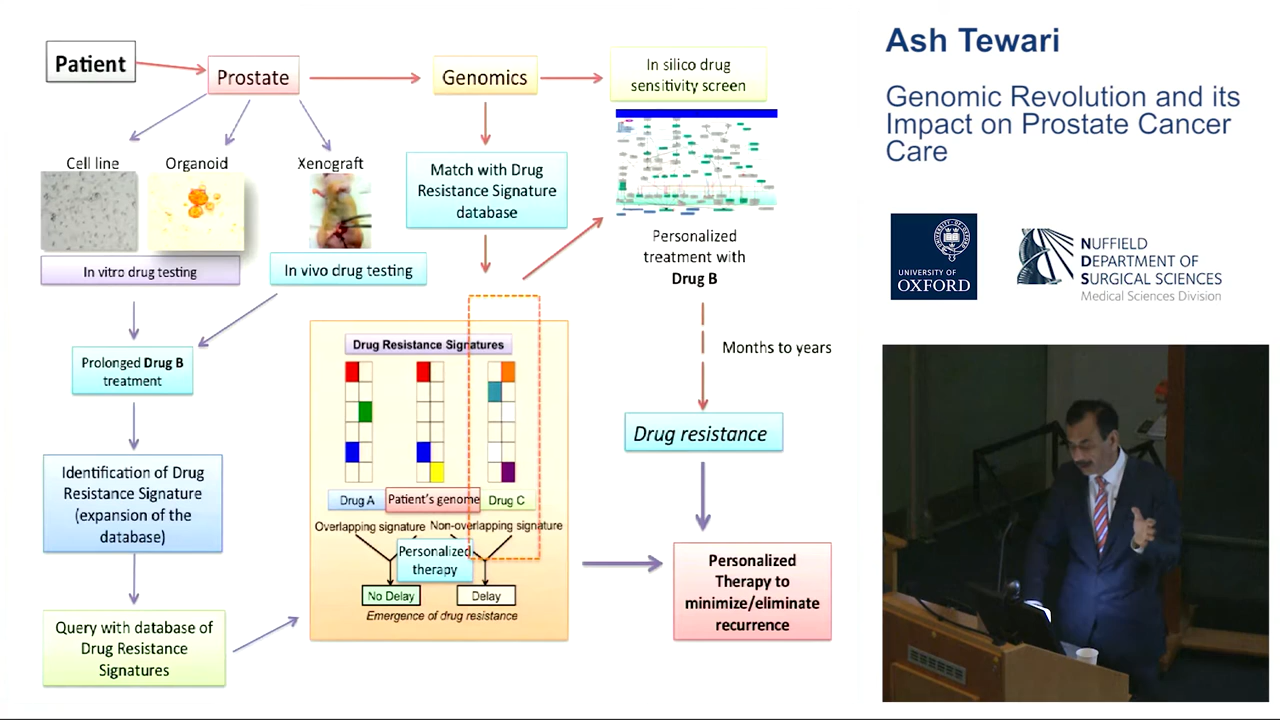 Patient
Prostate
Genomics
In silico drug
sensitivity screen
Cell line
Organoid
Xenograft
Match with Drug
Resistance Signature
database
In vitro drug testing
In vivo drug testing
Personalized
treatment with
Drug B
Prolonged Drug B
treatment
Months to years
Drug Resistance Signatures
Drug resistance
Identification of Drug
Resistance Signature
(expansion of the
database)
Drug A
Patient's genome
Drug C
Overlapping signature
Non-overlapping signature
Personalized
therapy
No Delay
Delay
Emergence of drug resistance
Query with database of
Drug Resistance
Signatures
Personalized
Therapy to
minimize/eliminate
recurrence
Ash Tewari
Genomic Revolution and its
Impact on Prostate Cancer
Care
UNIVERSITY OF
OXFORD
NUFFIELD
DEPARTMENT OF
SURGICAL SCIENCES
Medical Sciences Division